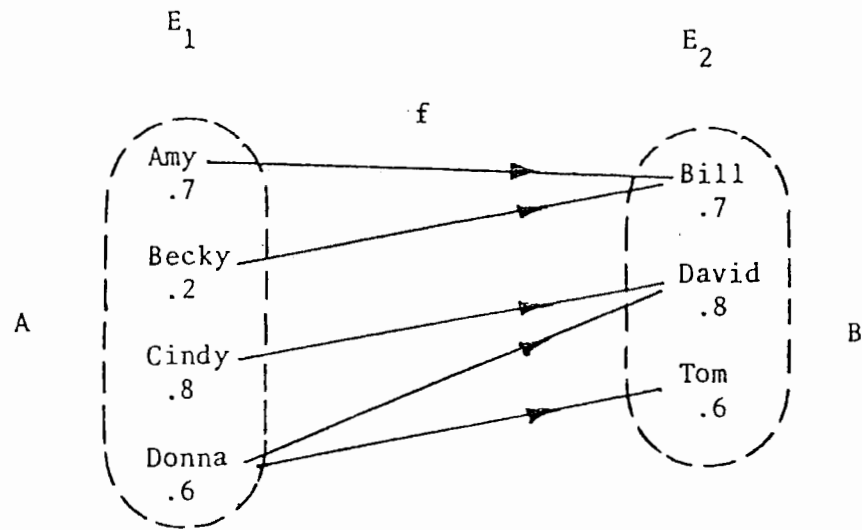 E1
E2
f
Amy
.7
Becky
.2
Cindy
.8
Donna
.6
A
Bill
.7
David
.8
Tom
.6
B